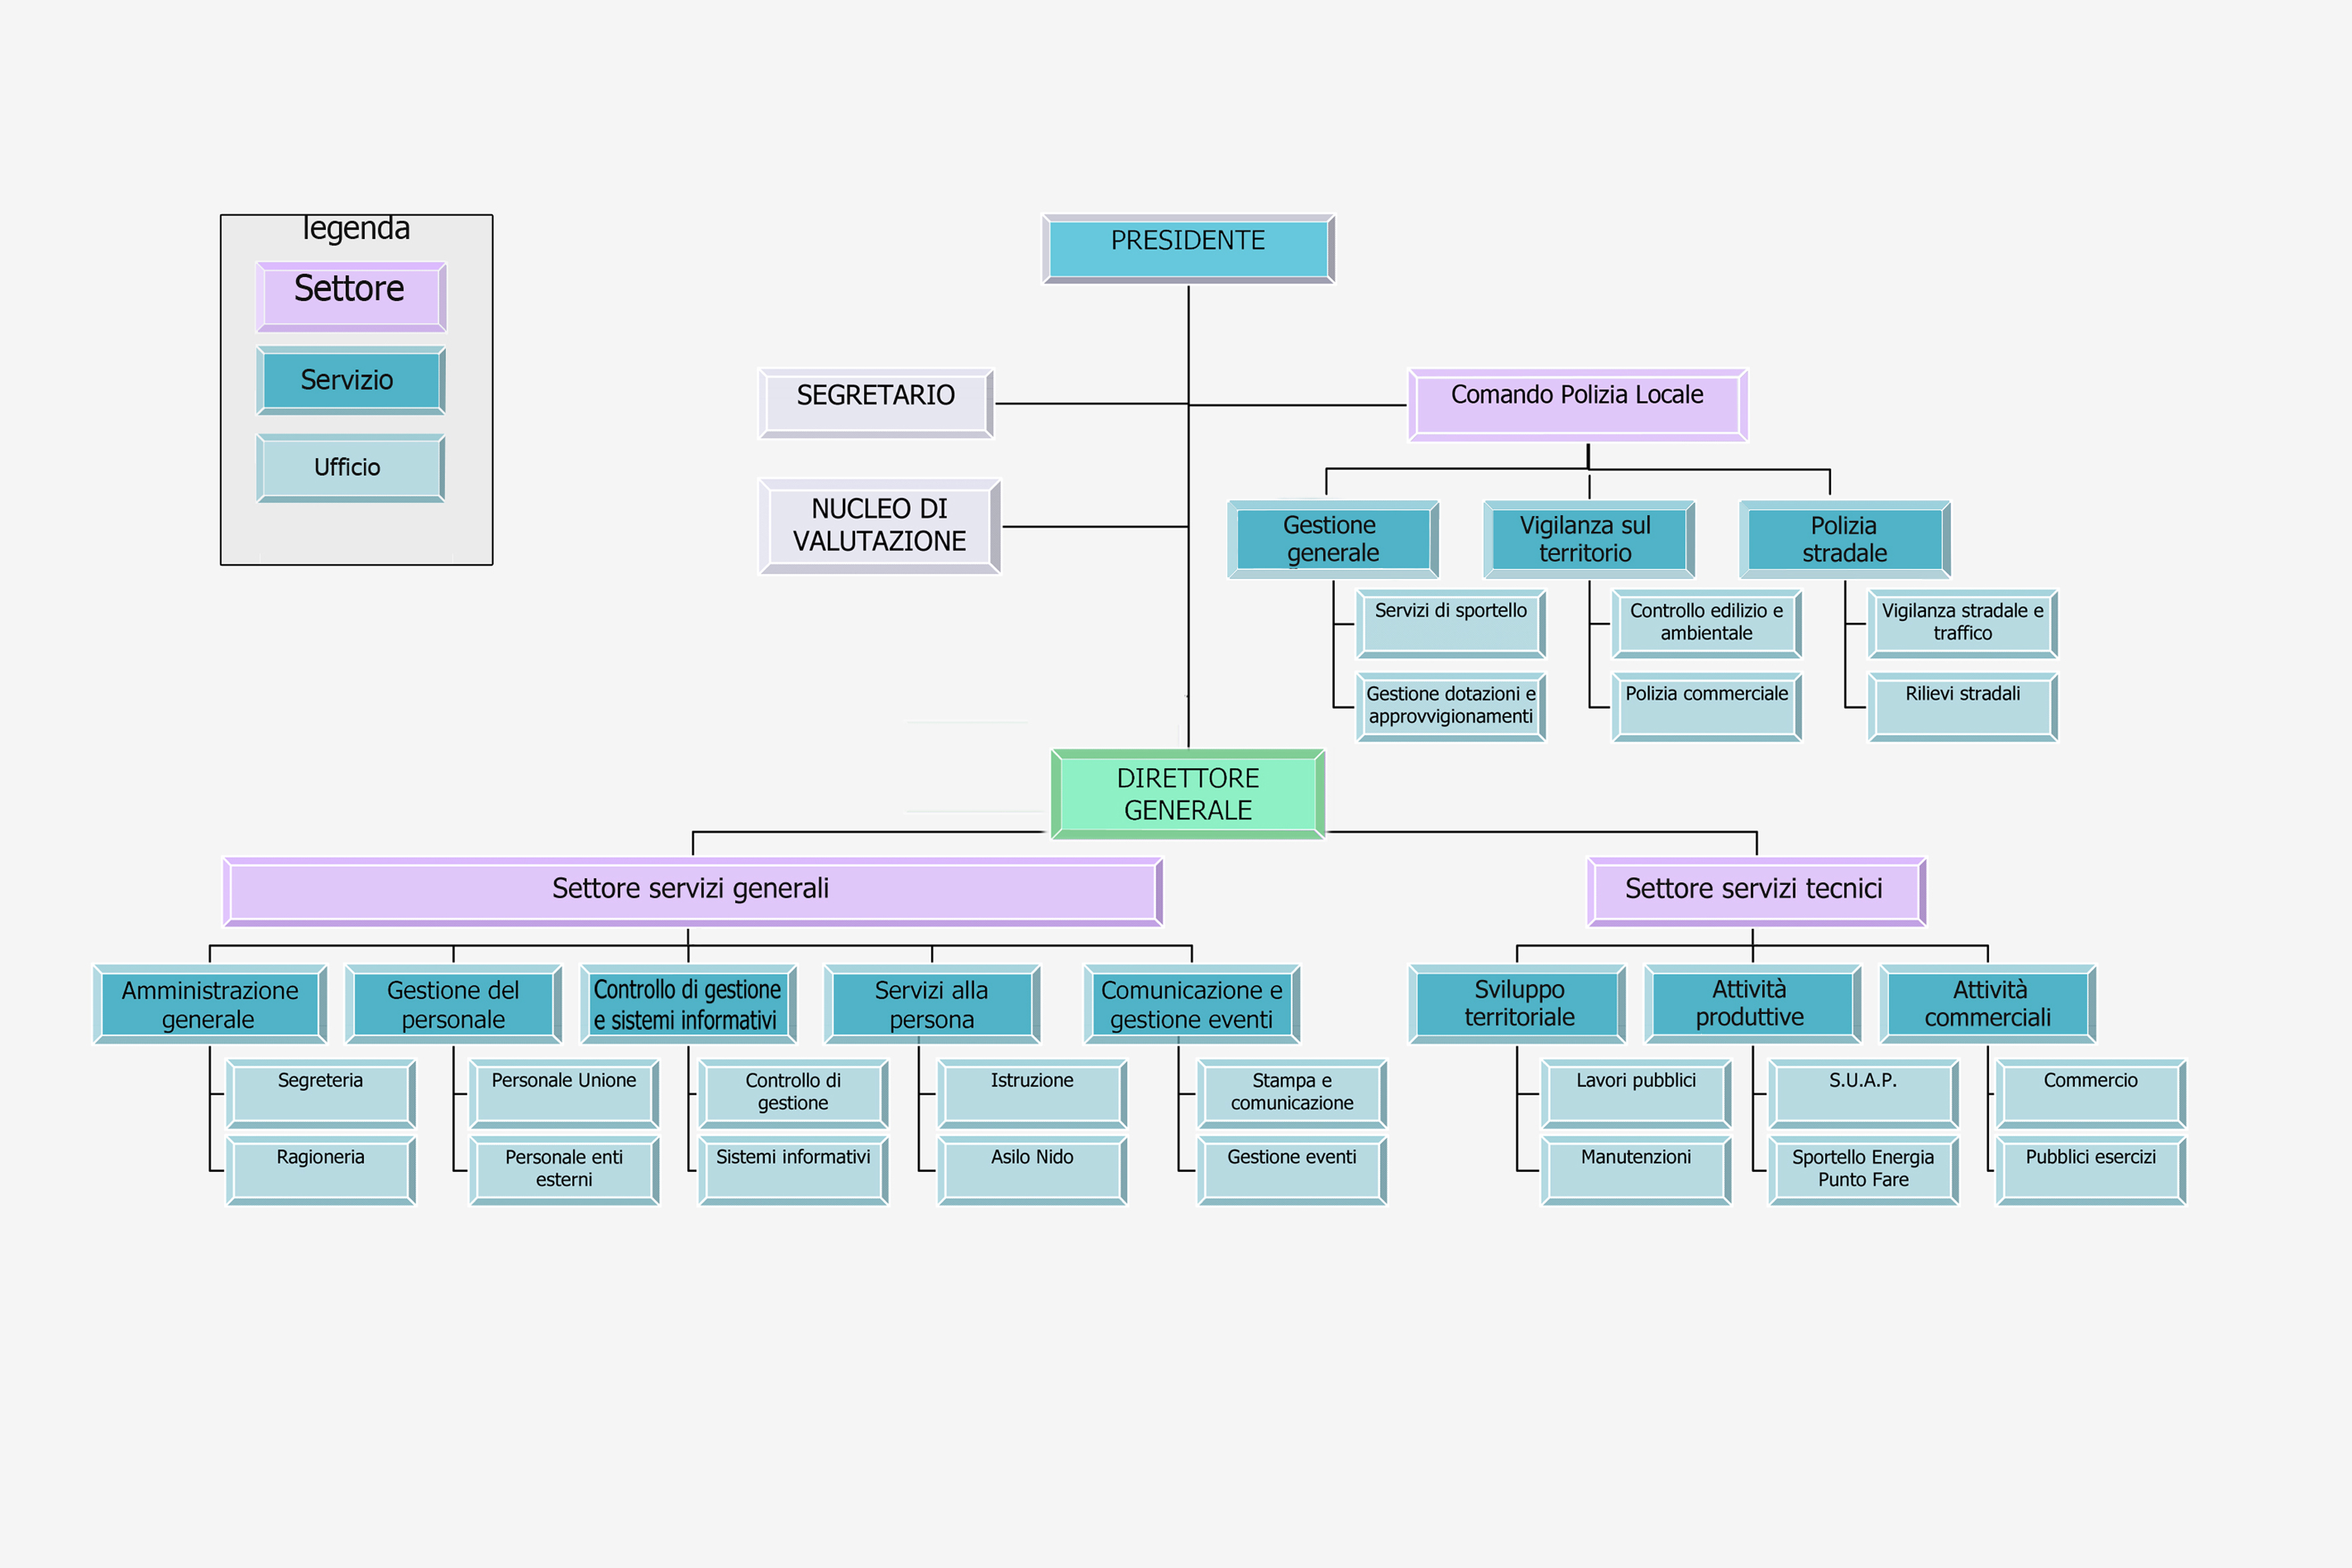 legenda
Settore
Servizio
Ufficio
PRESIDENTE
SEGRETARIO
Comando Polizia Locale
NUCLEO DI
VALUTAZIONE
Gestione
generale
Vigilanza sul
territorio
Polizia
stradale
Servizi di sportello
Controllo edilizio e
ambientale
Vigilanza stradale e
traffico
Gestione dotazioni e
approvvigionamenti
Polizia commerciale
Rilievi stradali
DIRETTORE
GENERALE
Settore servizi generali
Settore servizi tecnici
Amministrazione
generale
Gestione del
personale
Controllo di gestione
e sistemi informativi
Servizi alla
persona
Comunicazione e
gestione eventi
Sviluppo
territoriale
Attività
produttive
Attività
commerciali
Segreteria
Personale Unione
Controllo di
gestione
Istruzione
Stampa e
comunicazione
Lavori pubblici
S.U.A.P.
Commercio
Ragioneria
Personale enti
esterni
Sistemi informativi
Asilo Nido
Gestione eventi
Manutenzioni
Sportello Energia
Punto Fare
Pubblici esercizi